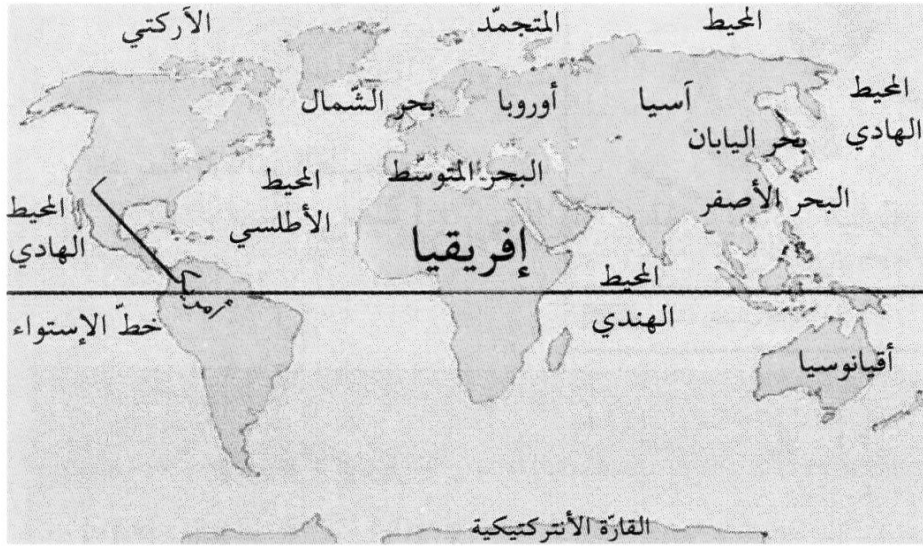 المحيط المتجمّد الآركتي
المحيط الهادي
آسيا
أوروبا
بحر الشّمال
بحر اليابان
البحر المتوسّط
المحيط الأطلسي
البحر الأصفر
المحيط الهادي
إفريقيا
المحيط الهندي
خطّ الإستواء
أقيانوسيا
القارّة الأنتركتيكية